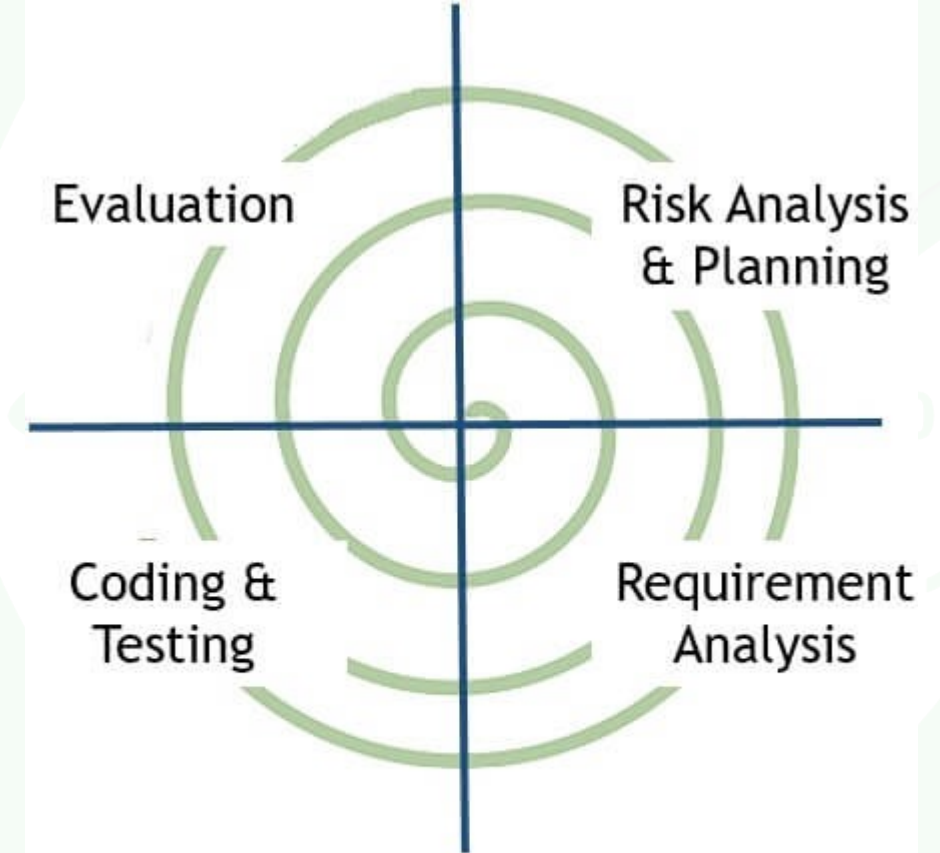 Evaluation
Risk Analysis
& Planning
Coding &
Testing
Requirement
Analysis